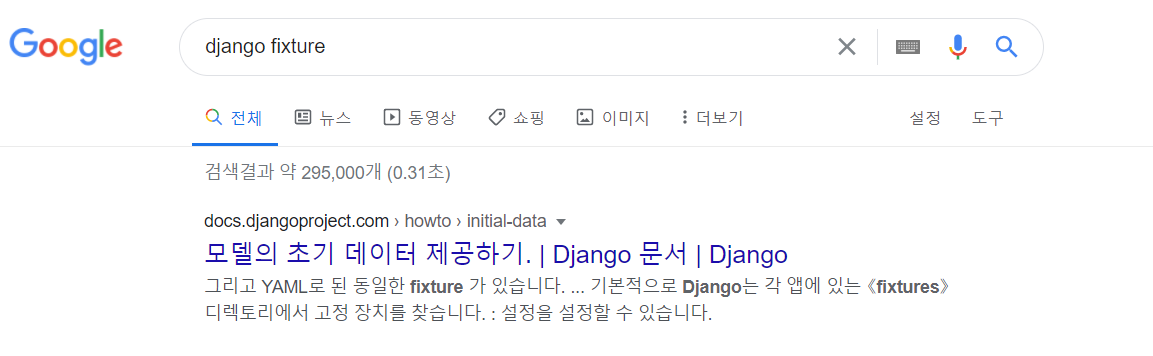 Google
django fixture
전체 뉴스 동영상 쇼핑 이미지 더보기 설정 도구
검색결과 약 295,000개 (0.31초)
docs.djangoproject.com › howto › initial-data
모델의 초기 데이터 제공하기. | Django 문서 | Django
그리고 YAML로 된 동일한 fixture 가 있습니다. ... 기본적으로 Django는 각 앱에 있는 《fixtures》
디렉토리에서 고정 장치를 찾습니다. : 설정을 설정할 수 있습니다.